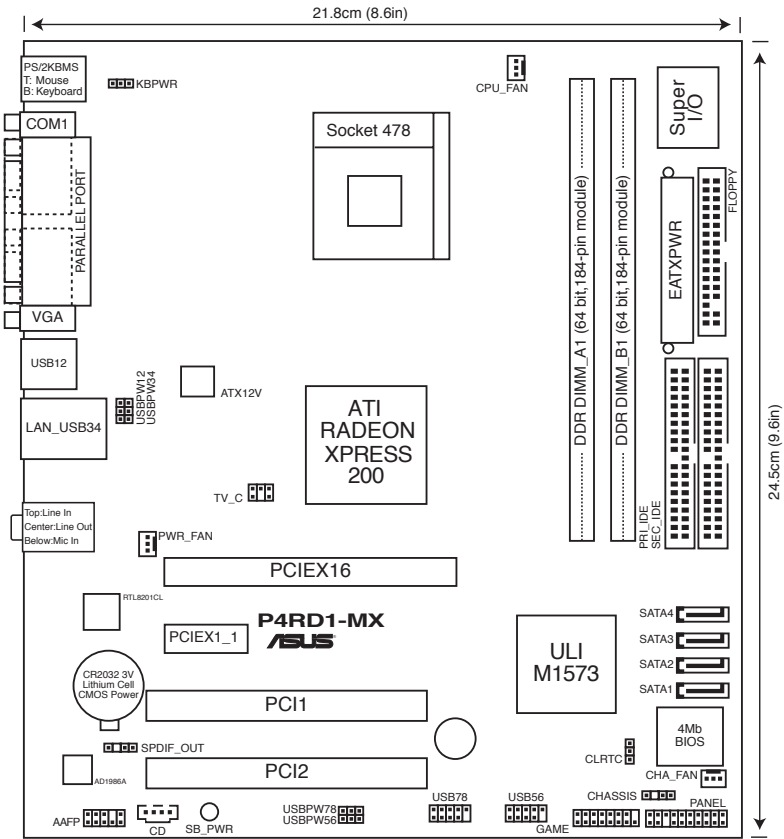 21.8cm (8.6in)
PS/2KBMS
T: Mouse
B: Keyboard
KBPWR
CPU_FAN
Super
I/O
COM1
Socket 478
PARALLEL PORT
DDR DIMM_A1 (64 bit,184-pin module)
DDR DIMM_B1 (64 bit,184-pin module)
EATXPWR
FLOPPY
VGA
USB12
USBPW12
USBPW34
ATX12V
LAN_USB34
ATI
RADEON
XPRESS
200
24.5cm (9.6in)
TV_C
Top:Line In
Center:Line Out
Below:Mic In
PWR_FAN
PRI_IDE
SEC_IDE
PCIEX16
RTL8201CL
PCIEX1_1
P4RD1-MX
ASUS
ULI
M1573
SATA4
SATA3
SATA2
SATA1
CR2032 3V
Lithium Cell
CMOS Power
PCI1
4Mb
BIOS
SPDIF_OUT
CLRTC
AD1986A
PCI2
CHA_FAN
CHASSIS
PANEL
AAFP
CD
SB_PWR
USBPW78
USBPW56
USB78
USB56
GAME